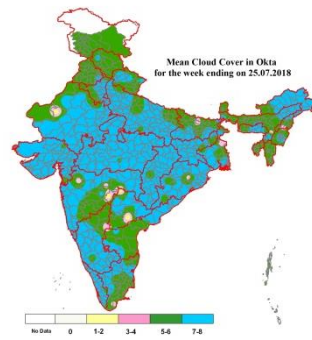 Mean Cloud Cover in Okta
for the week ending on 25.07.2018
No Data 0 1-2 3-4 5-6 7-8